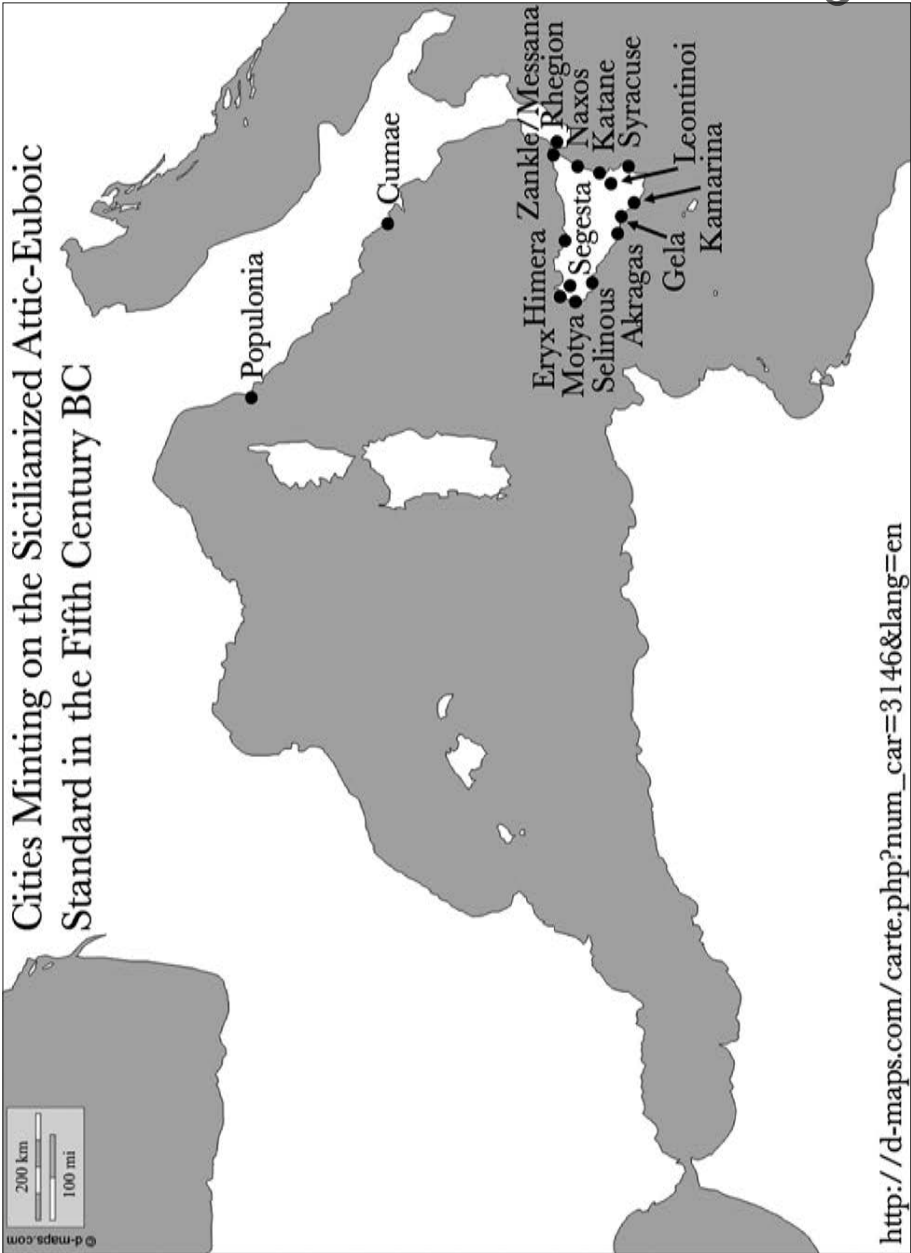 Cities Minting on the Sicilianized Attic-Euboic
Standard in the Fifth Century BC
200 km
100 mi
© d-maps.com
Populonia
Cumae
Eryx
Himera
Zankle/Messana
Rhegion
Motya
Segesta
Naxos
Selinous
Katane
Akragas
Syracuse
Gela
Leontinoi
Kamarina
http://d-maps.com/carte.php?num_car=3146&lang=en